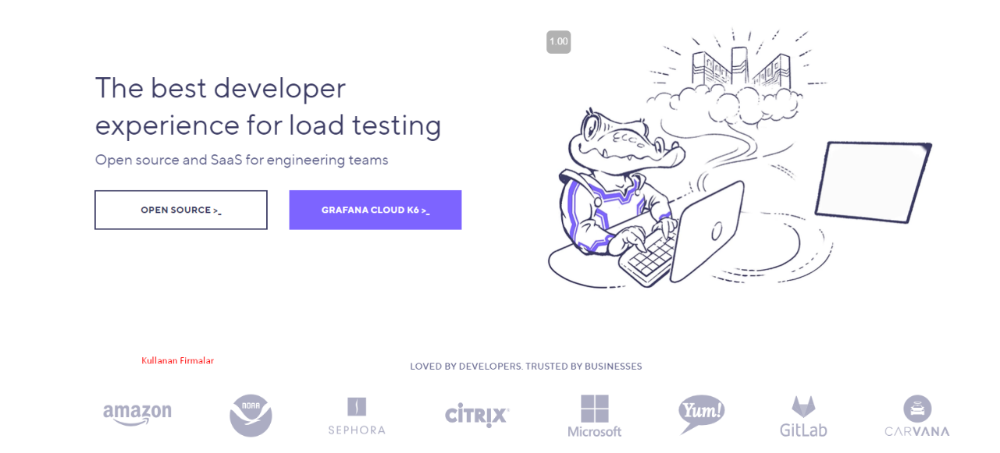 1.00
The best developer
experience for load testing
Open source and SaaS for engineering teams
OPEN SOURCE >_
GRAFANA CLOUD K6 >_
Kullanan Firmalar
LOVED BY DEVELOPERS. TRUSTED BY BUSINESSES
amazon
NOAA
SEPHORA
CITRIX
Microsoft
Yum!
GitLab
CARVANA